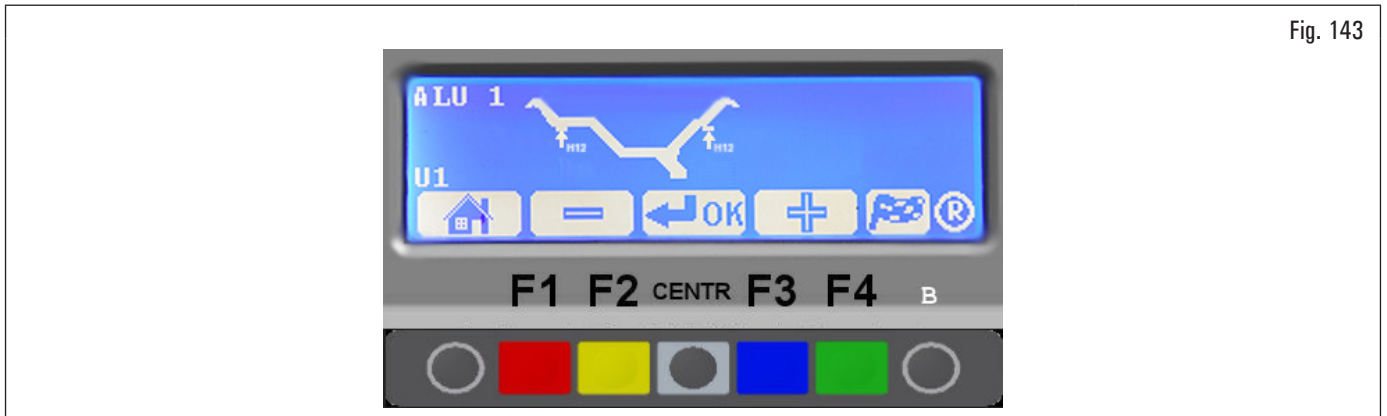 Fig. 143
ALU 1
H12 H12
U1
OK R
F1 F2 CENTR F3 F4 B